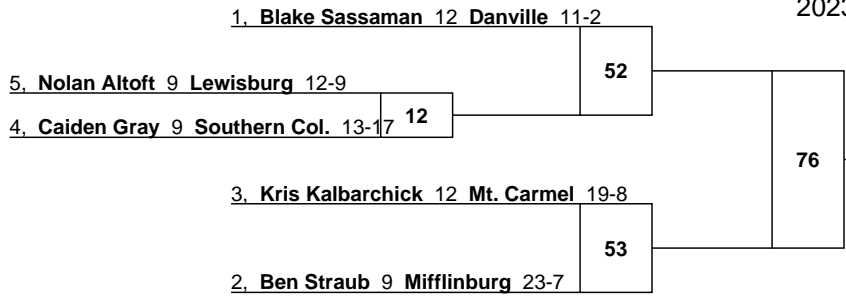 2023
1, Blake Sassaman 12 Danville 11-2
52
5, Nolan Altoft 9 Lewisburg 12-9
12
4, Caiden Gray 9 Southern Col. 13-17
76
3, Kris Kalbarchick 12 Mt. Carmel 19-8
53
2, Ben Straub 9 Mifflinburg 23-7